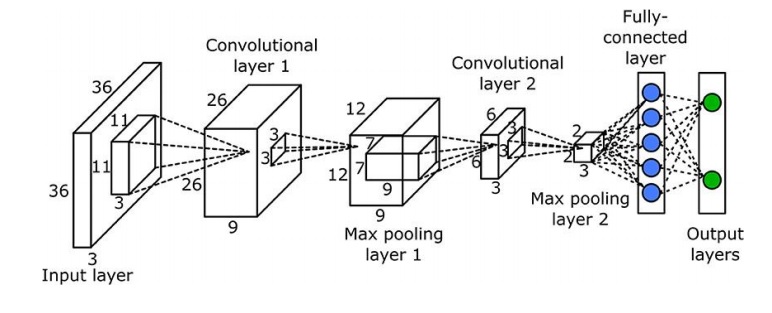 Fully-
connected
layer
Convolutional
layer 1
Convolutional
layer 2
36
11
11
36
3
3
Input layer
26
3
3
26
9
12
7
7
12
9
9
Max pooling
layer 1
6
3
3
6
3
2
2
3
Max pooling
layer 2
Output
layers